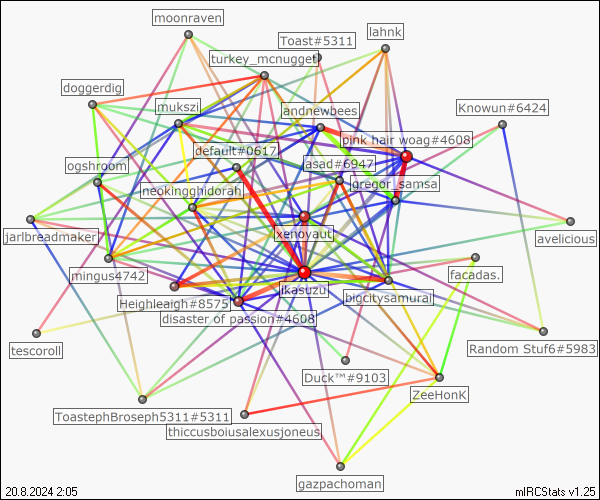 moonraven
Toast#5311
lahnk
turkey_mcnugget
doggerdig
mukszi
andnewbees
Knowun#6424
pink hair woag#4608
default#0617
asad#6947
ogshroom
gregor_samsa
neokingghidorah
xenoyaut
jarlbreadmaker
avelicious
mingus4742
facadas.
ikasuzu
Heighleaigh#8575
bigcitysamurai
disaster of passion#4608
tescoroll
Random Stuf6#5983
Duck™#9103
ZeeHonK
ToastephBroseph5311#5311
thiccusboiusalexusjoneus
gazpachoman
20.8.2024 2:05
mIRCStats v1.25